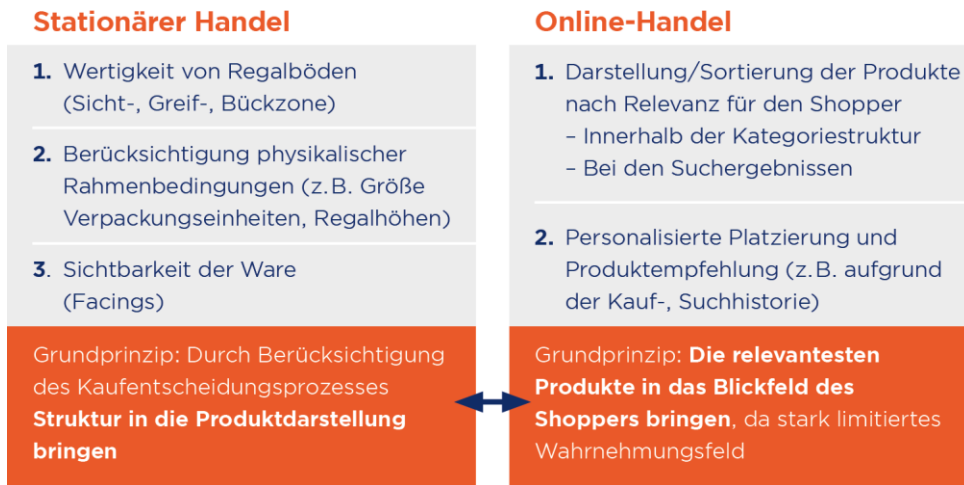 Stationärer Handel
1. Wertigkeit von Regalböden
(Sicht-, Greif-, Bückzone)
2. Berücksichtigung physikalischer
Rahmenbedingungen (z. B. Größe
Verpackungseinheiten, Regalhöhen)
3. Sichtbarkeit der Ware
(Facings)
Grundprinzip: Durch Berücksichtigung
des Kaufentscheidungsprozesses
Struktur in die Produktdarstellung
bringen
Online-Handel
1. Darstellung/Sortierung der Produkte
nach Relevanz für den Shopper
– Innerhalb der Kategoriestruktur
– Bei den Suchergebnissen
2. Personalisierte Platzierung und
Produktempfehlung (z. B. aufgrund
der Kauf-, Suchhistorie)
Grundprinzip: Die relevantesten
Produkte in das Blickfeld des
Shoppers bringen, da stark limitiertes
Wahrnehmungsfeld